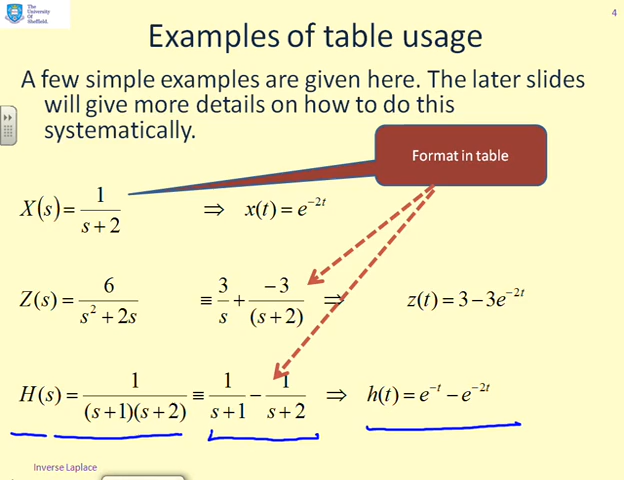 The
University
Of
Sheffield.
4
Examples of table usage
A few simple examples are given here. The later slides
will give more details on how to do this
systematically.
Format in table
X(s) = 1/(s+2) ⇒ x(t) = e^{-2t}
Z(s) = 6/(s^2+2s) ≡ 3/s + -3/(s+2) ⇒ z(t) = 3 - 3e^{-2t}
H(s) = 1/((s+1)(s+2)) ≡ 1/(s+1) - 1/(s+2) ⇒ h(t) = e^{-t} - e^{-2t}
Inverse Laplace